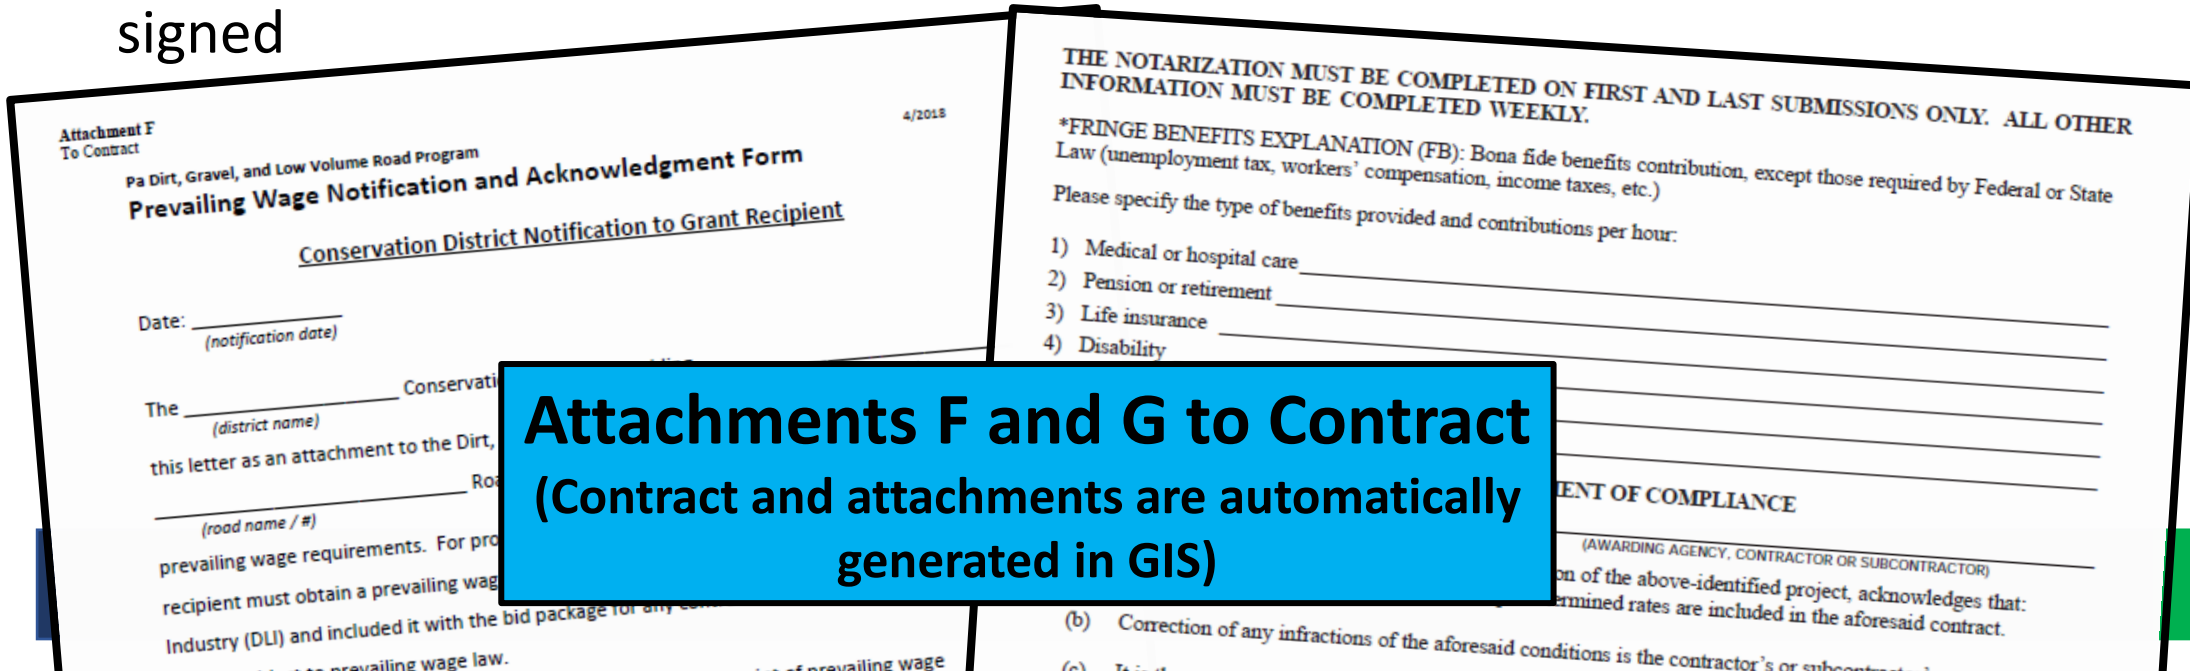 signed
Attachment F
To Contract
4/2018
Pa Dirt, Gravel, and Low Volume Road Program
Prevailing Wage Notification and Acknowledgment Form
Conservation District Notification to Grant Recipient
Date: ____________
(notification date)
The ____________ 
(district name)
this letter as an attachment to the Dirt,
____________
(road name / #)
prevailing wage requirements. For
recipient must obtain a prevailing
Industry (DLI) and included it with the bid package for any
prevailing wage law.
of prevailing wage
THE NOTARIZATION MUST BE COMPLETED ON FIRST AND LAST SUBMISSIONS ONLY. ALL OTHER
INFORMATION MUST BE COMPLETED WEEKLY.
*FRINGE BENEFITS EXPLANATION (FB): Bona fide benefits contribution, except those required by Federal or State
Law (unemployment tax, workers' compensation, income taxes, etc.)
Please specify the type of benefits provided and contributions per hour:
1) Medical or hospital care____________
2) Pension or retirement ____________
3) Life insurance ____________
4) Disability
Attachments F and G to Contract
(Contract and attachments are automatically
generated in GIS)
OF COMPLIANCE
(AWARDING AGENCY, CONTRACTOR OR SUBCONTRACTOR)
of the above-identified project, acknowledges that:
rates are included in the aforesaid contract.
(b) Correction of any infractions of the aforesaid conditions is the contractor's or